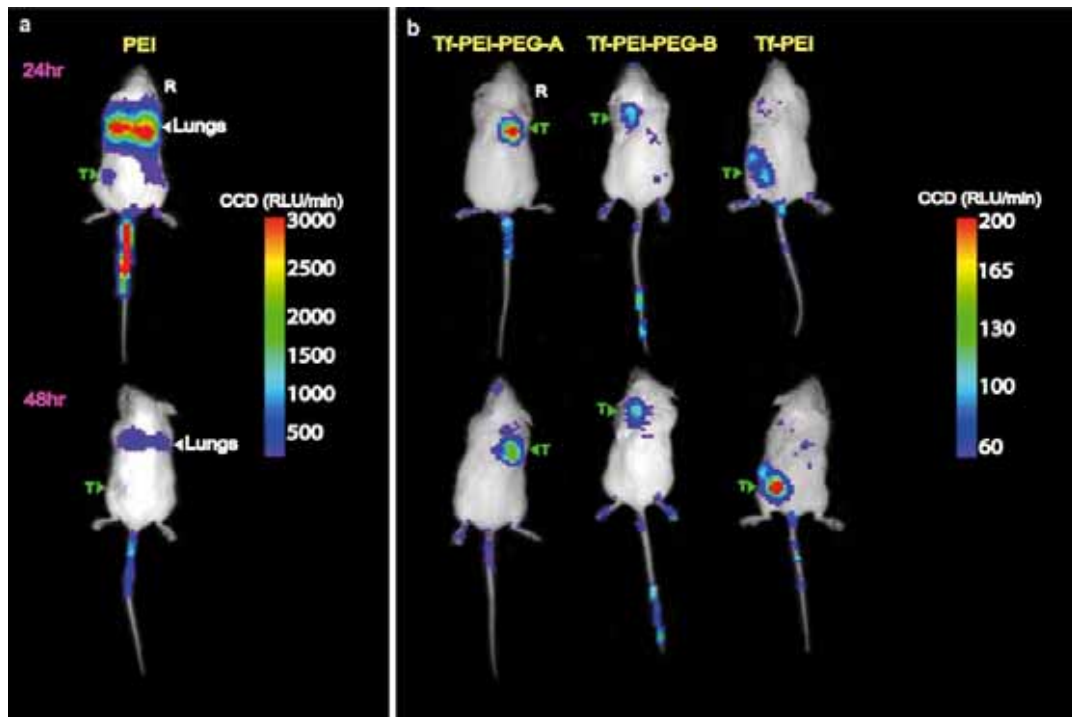 a
PEI
24hr
R
Lungs
T
CCD (RLU/min)
3000
2500
2000
1500
1000
500
48hr
Lungs
T
b
Tf-PEI-PEG-A
Tf-PEI-PEG-B
Tf-PEI
R
T
T
T
CCD (RLU/min)
200
165
130
100
60
T
T
T